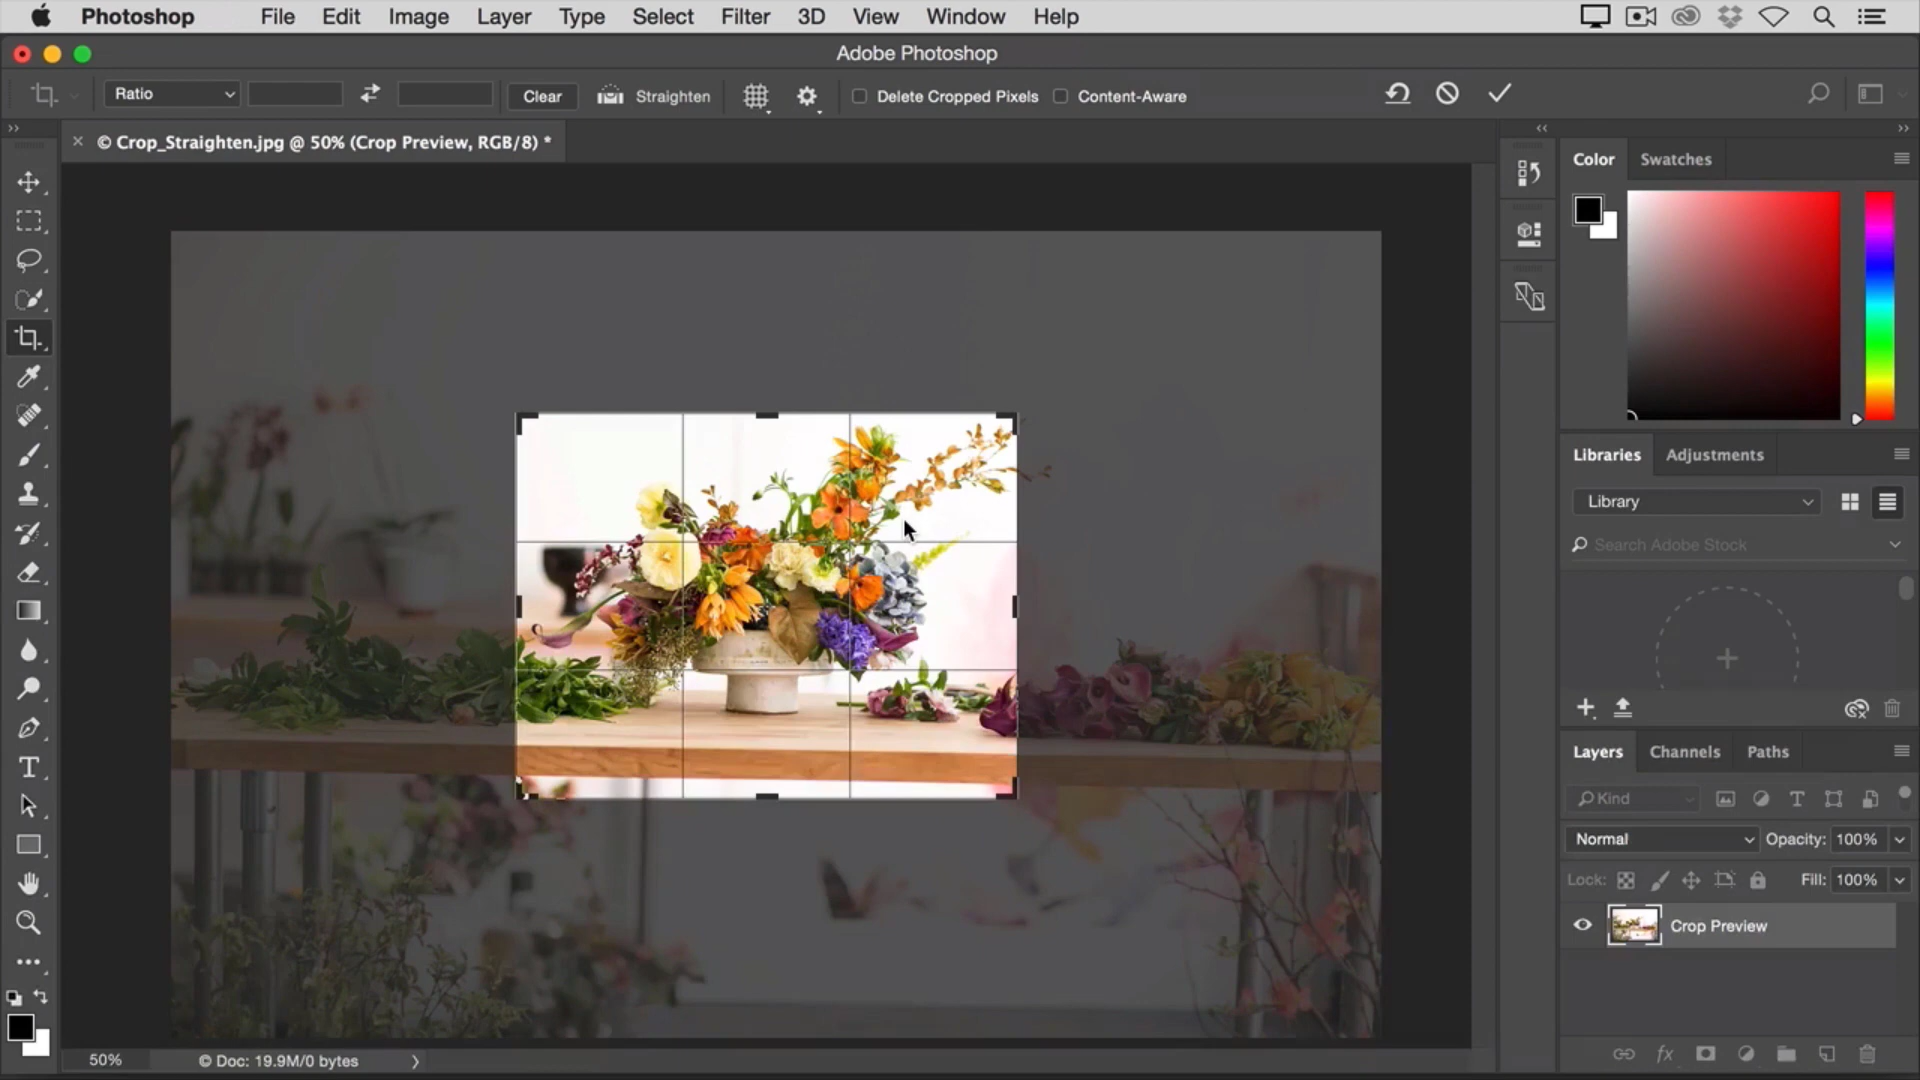 Photoshop File Edit Image Layer Type Select Filter 3D View Window Help
Adobe Photoshop
Ratio Clear Straighten Delete Cropped Pixels Content-Aware
© Crop_Straighten.jpg @ 50% (Crop Preview, RGB/8) *
Color Swatches
Libraries Adjustments
Library
Search Adobe Stock
Layers Channels Paths
Kind
Normal Opacity: 100%
Lock: Fill: 100%
Crop Preview
50% © Doc: 19.9M/0 bytes